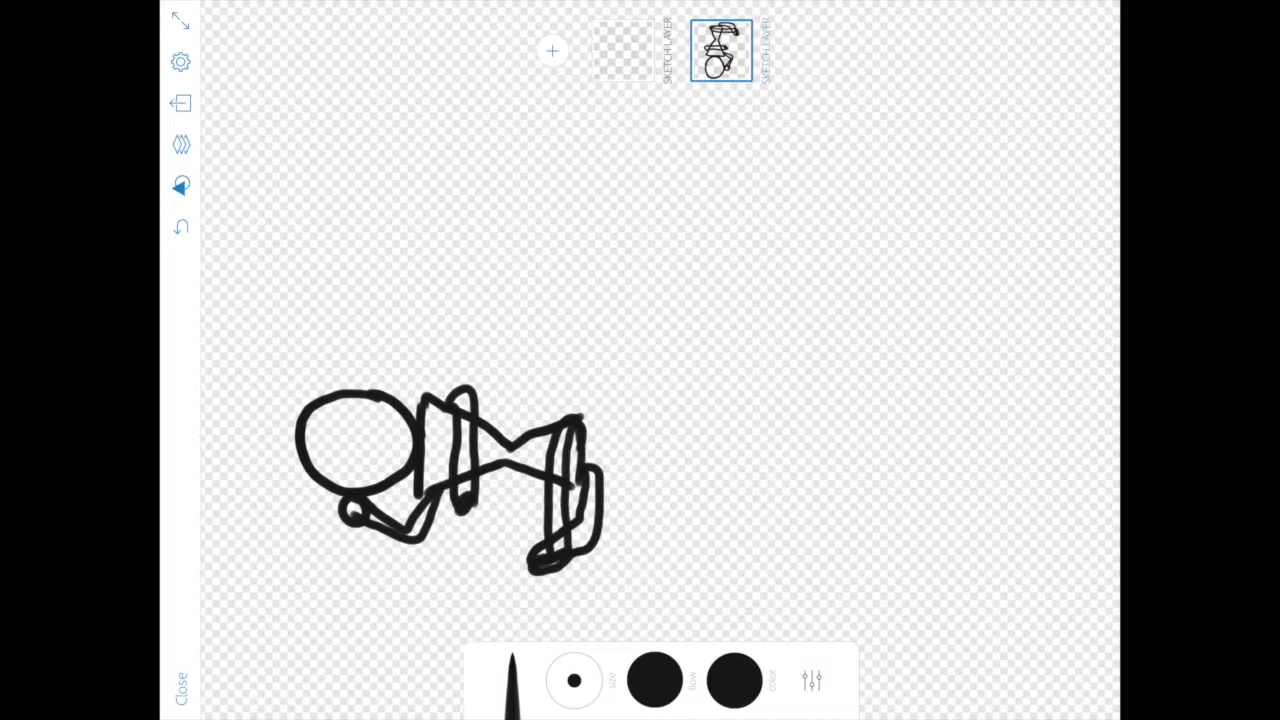 SKETCH LAYER
SKETCH LAYER
size
flow
color
Close